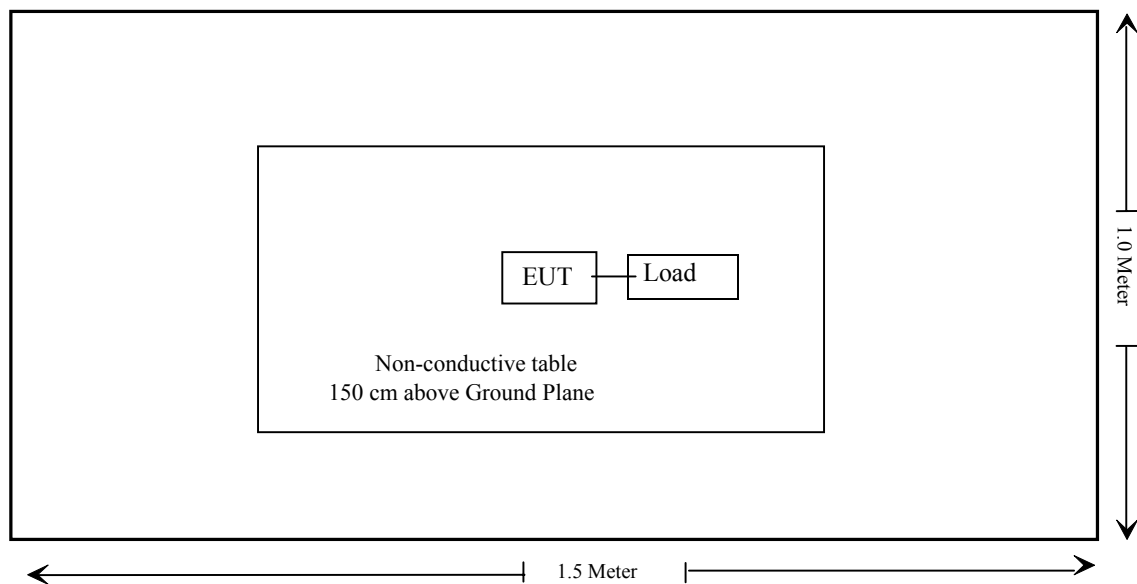 EUT
Load
Non-conductive table
150 cm above Ground Plane
1.0 Meter
1.5 Meter